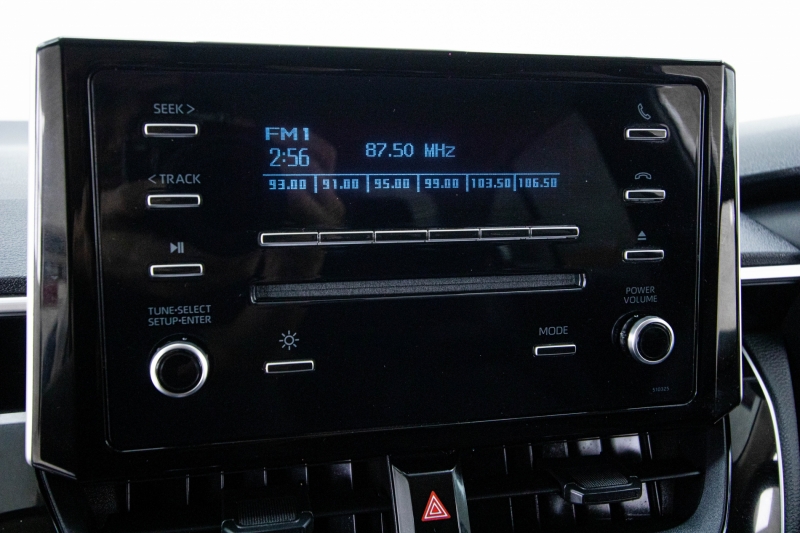 SEEK >
< TRACK
TUNE•SELECT
SETUP•ENTER
FM1
2:56
87.50 MHz
93.00 91.00 95.00 99.00 103.50 106.50
MODE
POWER
VOLUME